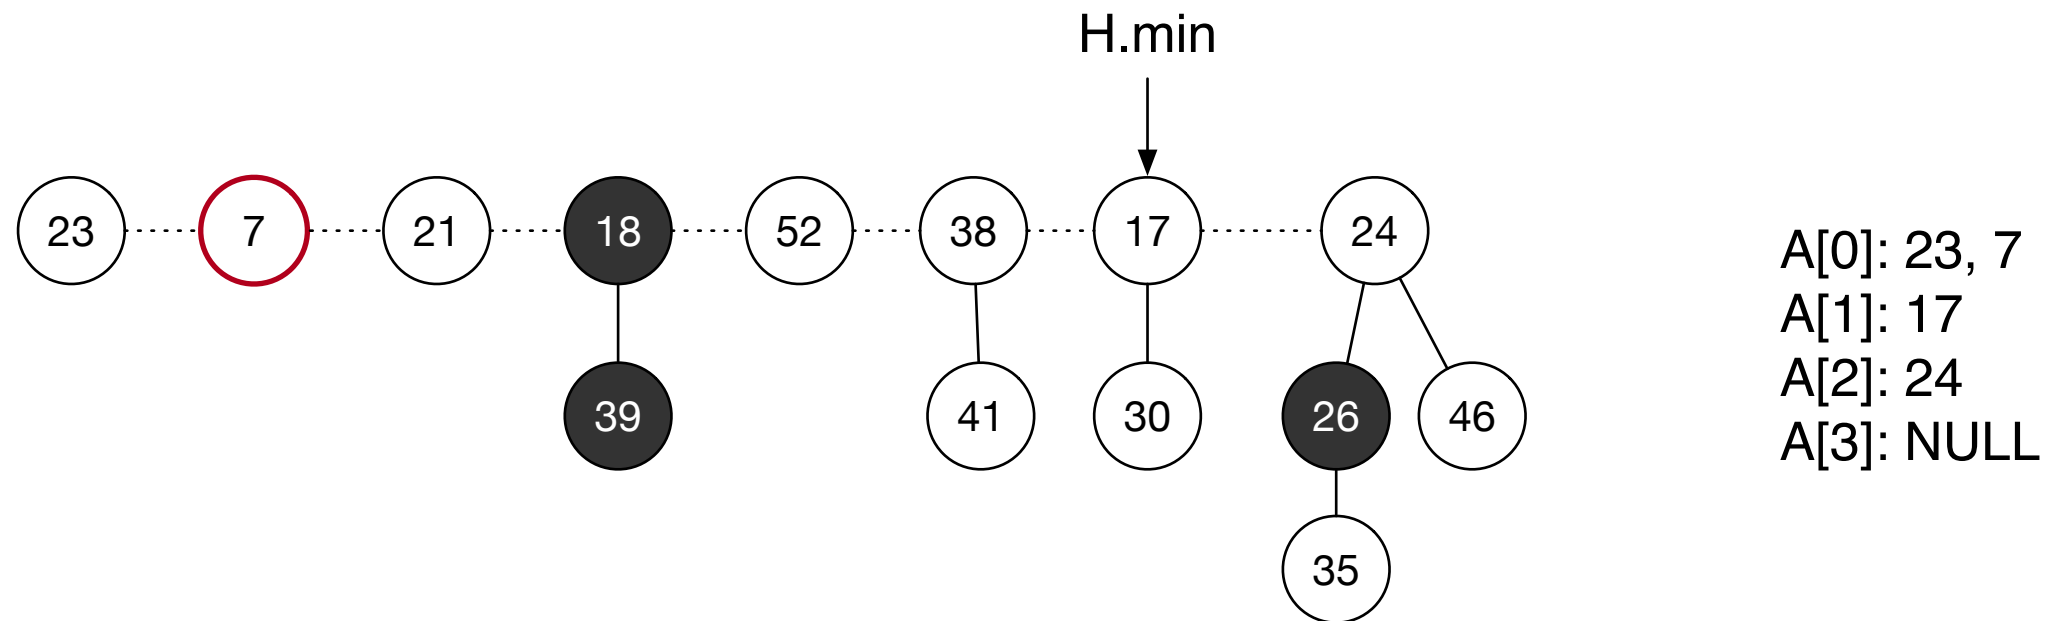 H.min
23 7 21 18 52 38 17 24
39 41 30 26 46
35
A[0]: 23, 7
A[1]: 17
A[2]: 24
A[3]: NULL